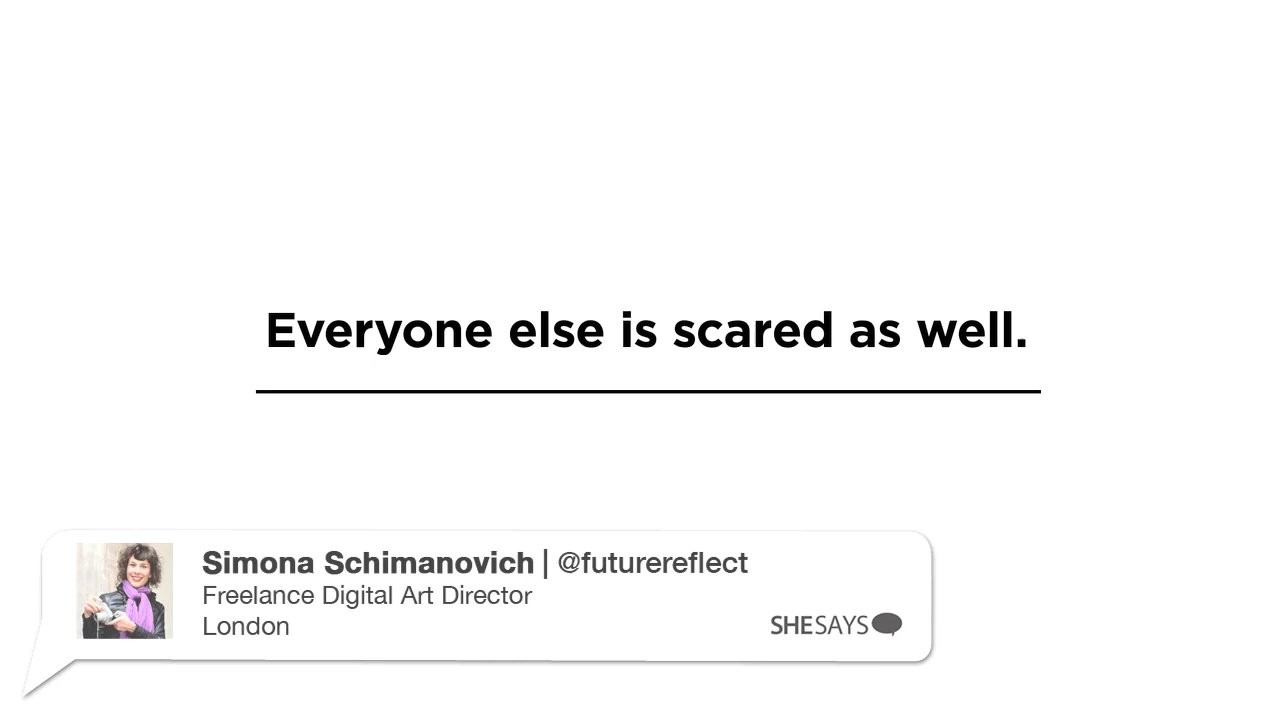 Everyone else is scared as well.
Simona Schimanovich | @futurereflect
Freelance Digital Art Director
London
SHESAYS